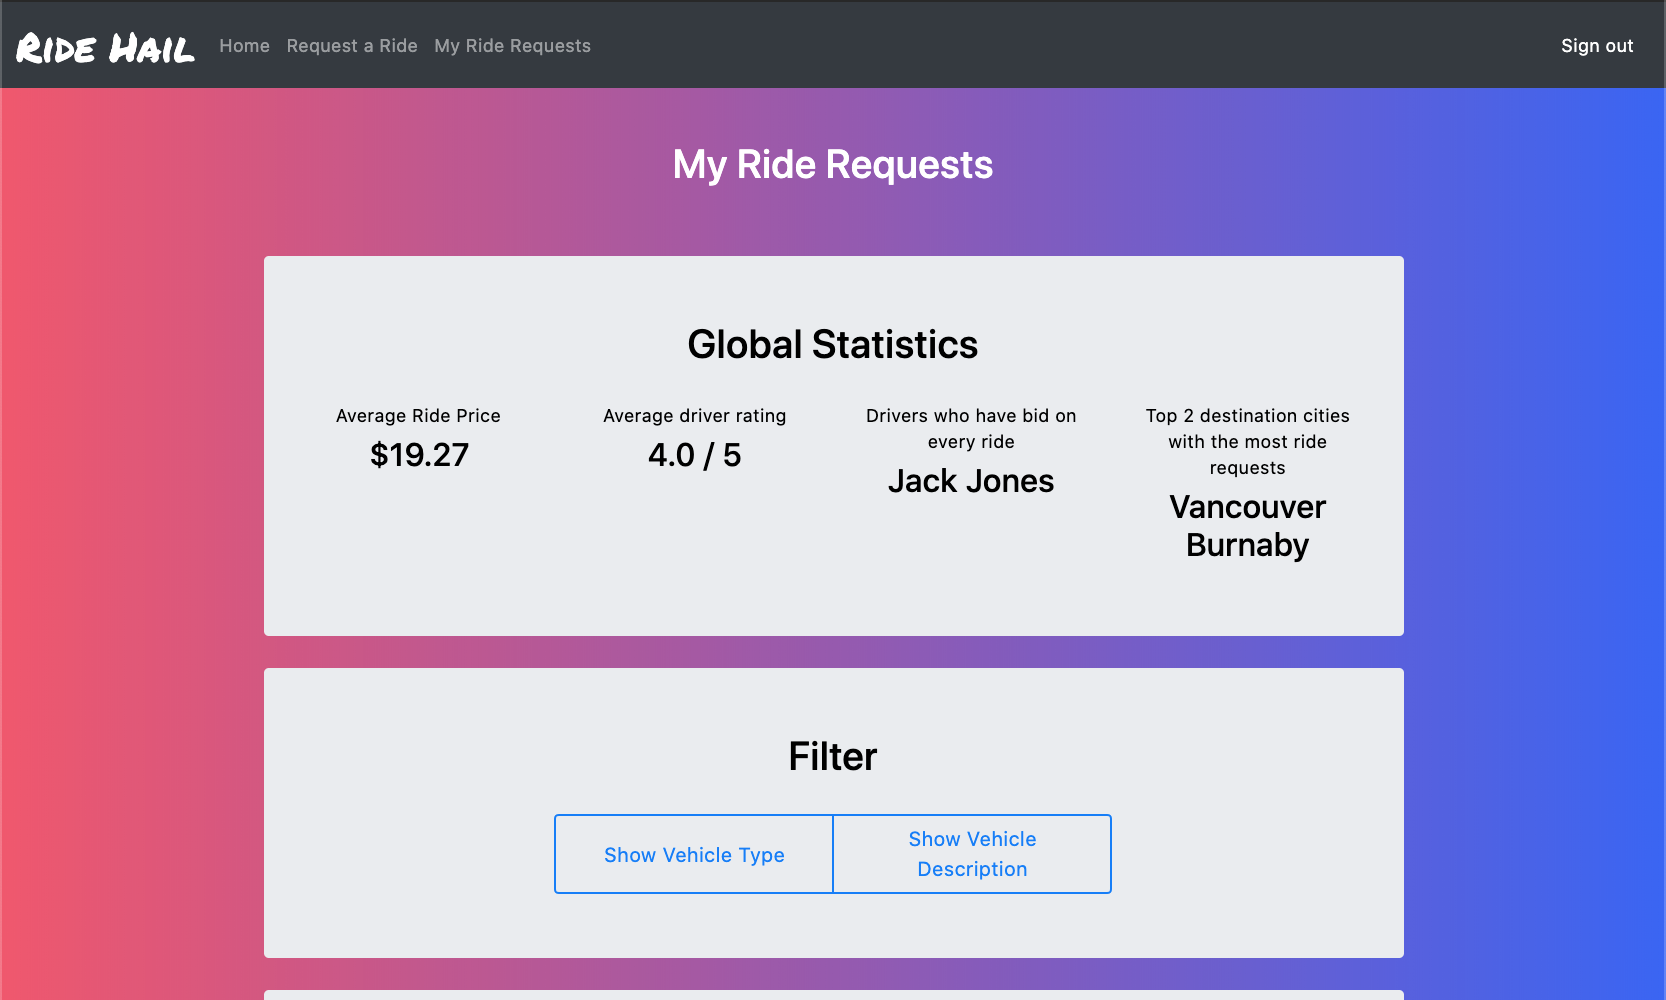 Ride Hail
Home
Request a Ride
My Ride Requests
Sign out
My Ride Requests
Global Statistics
Average Ride Price
$19.27
Average driver rating
4.0 / 5
Drivers who have bid on
every ride
Jack Jones
Top 2 destination cities
with the most ride
requests
Vancouver
Burnaby
Filter
Show Vehicle Type
Show Vehicle
Description